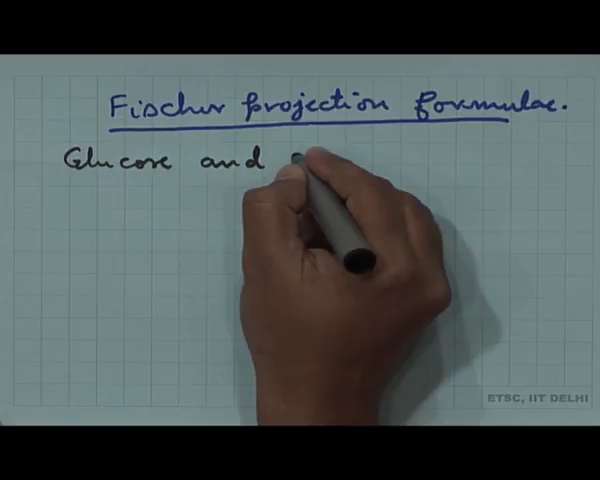 Fischer projection formulae.
Glucose and
ETSC, IIT DELHI